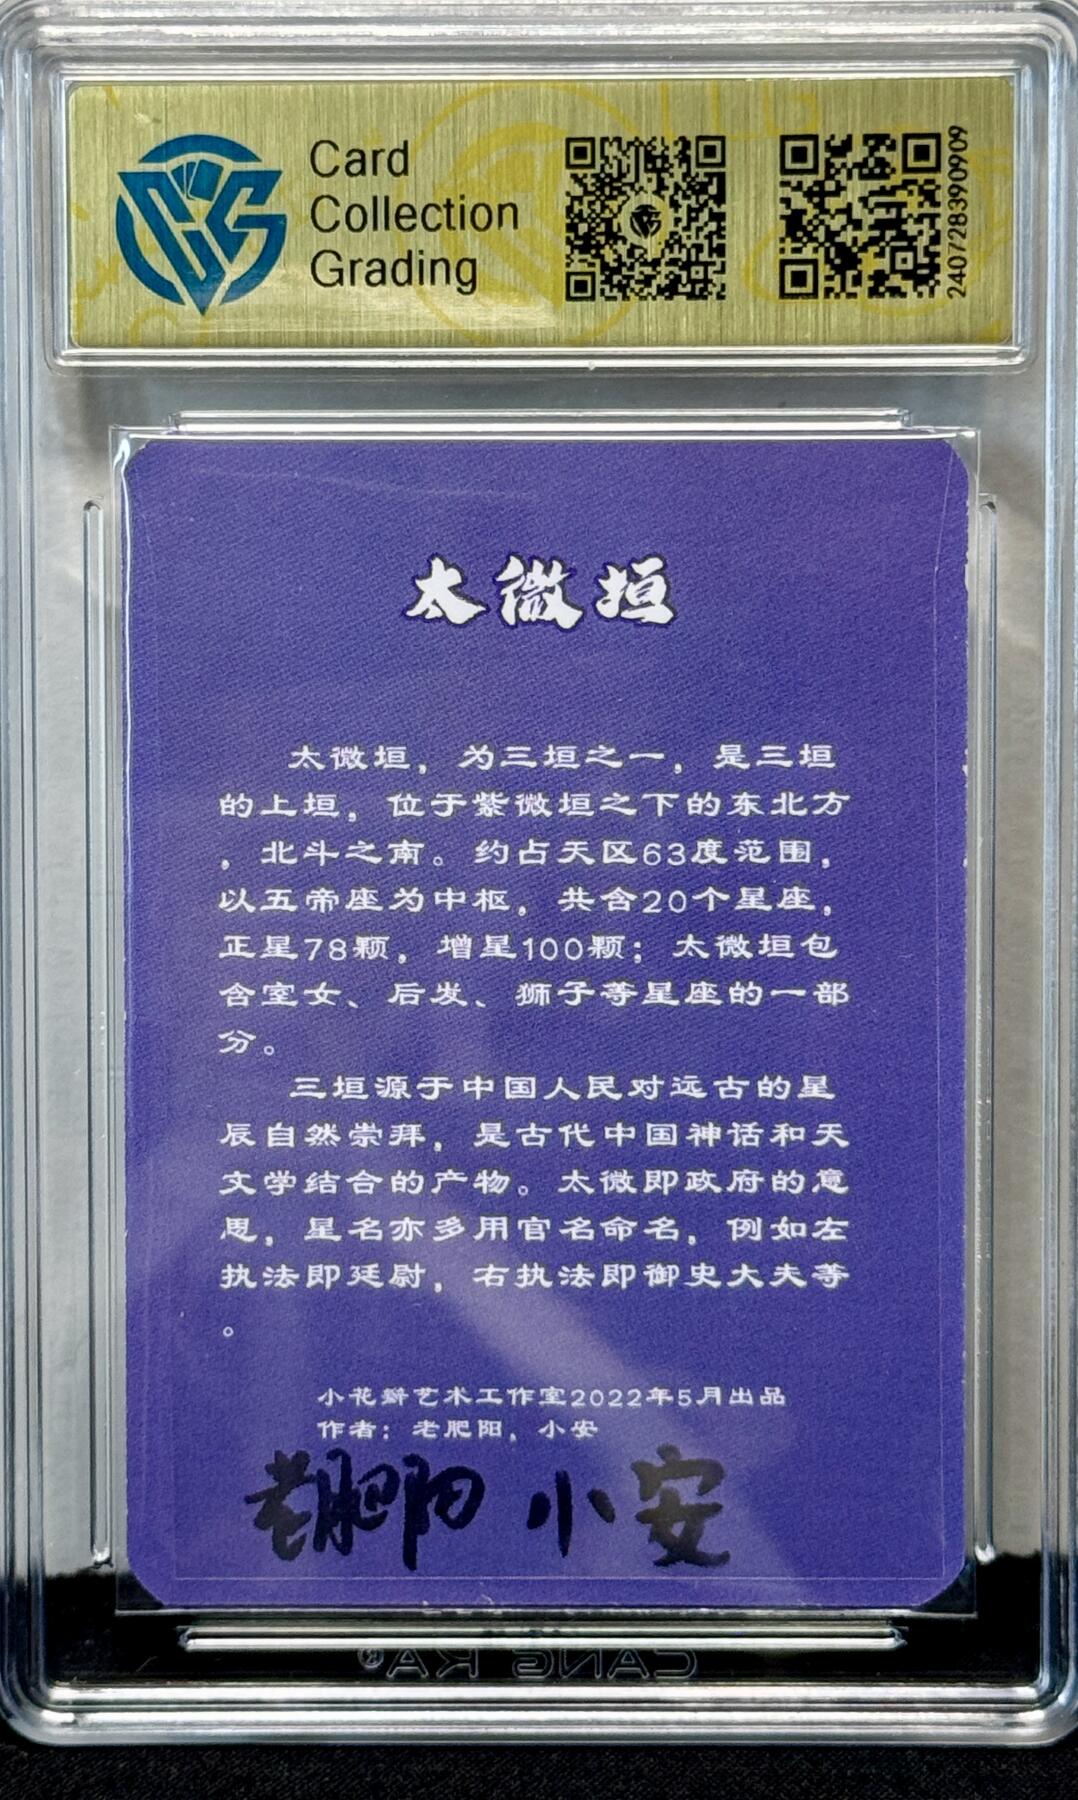 Card
Collection
Grading
240728390909
太微垣
太微垣，为三垣之一，是三垣
的上垣，位于紫微垣之下的东北方
，北斗之南。约占天区63度范围，
以五帝座为中枢，共含20个星座，
正星78颗，增星100颗；太微垣包
含室女、后发、狮子等星座的一部
分。
三垣源于中国人民对远古的星
辰自然崇拜，是古代中国神话和天
文学结合的产物。太微即政府的意
思，星名亦多用官名命名，例如左
执法即廷尉，右执法即御史大夫等
。
小花瓣艺术工作室2022年5月出品
作者：老肥阳，小安
老肥阳 小安
CANG KA®